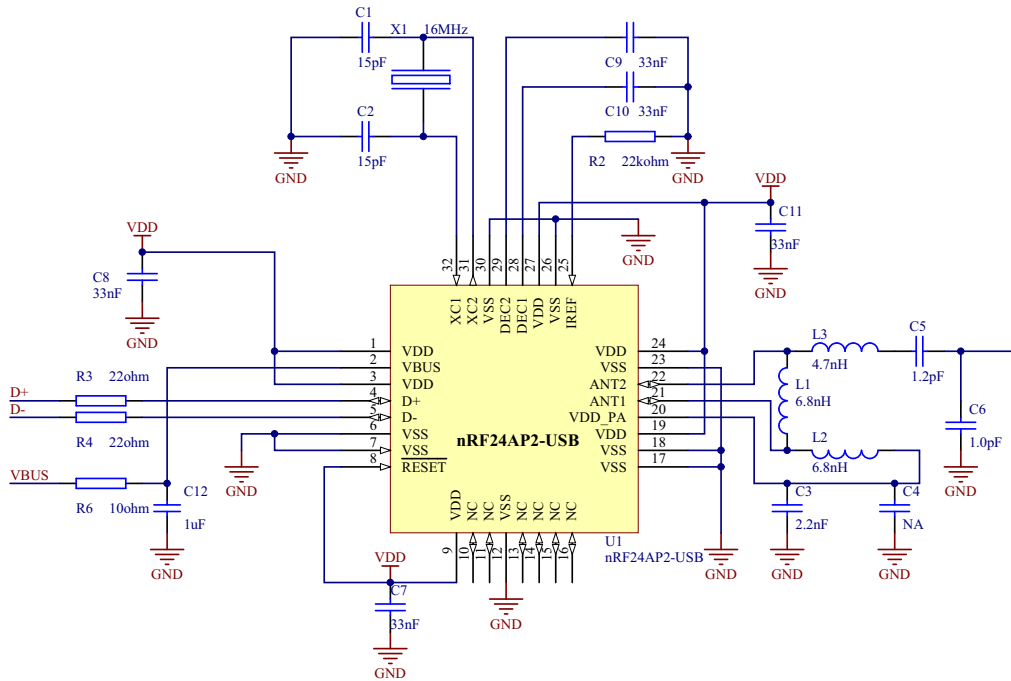 C1
X1 16MHz
15pF
C2
15pF
GND
C9 33nF
C10 33nF
R2 22kohm
GND
VDD
C11
33nF
GND
GND
VDD
C8
33nF
GND
32 31 30 29 28 27 26 25
XC1 XC2 VSS DEC2 DEC1 VDD VSS IREF
1 VDD
2 VBUS
3 VDD
4 D+
5 D-
6 VSS
7 VSS
8 RESET
nRF24AP2-USB
VDD 24
VSS 23
ANT2 22
ANT1 21
VDD_PA 20
VDD 19
VSS 18
VSS 17
VDD NC NC VSS NC NC NC NC
9 10 11 12 13 14 15 16
U1
nRF24AP2-USB
D+
R3 22ohm
D-
R4 22ohm
GND
VBUS
R6 10ohm
C12
1uF
GND
VDD
C7
33nF
GND
GND
GND
L3
4.7nH
C5
1.2pF
L1
6.8nH
L2
6.8nH
C6
1.0pF
GND
C3
2.2nF
GND
C4
NA
GND